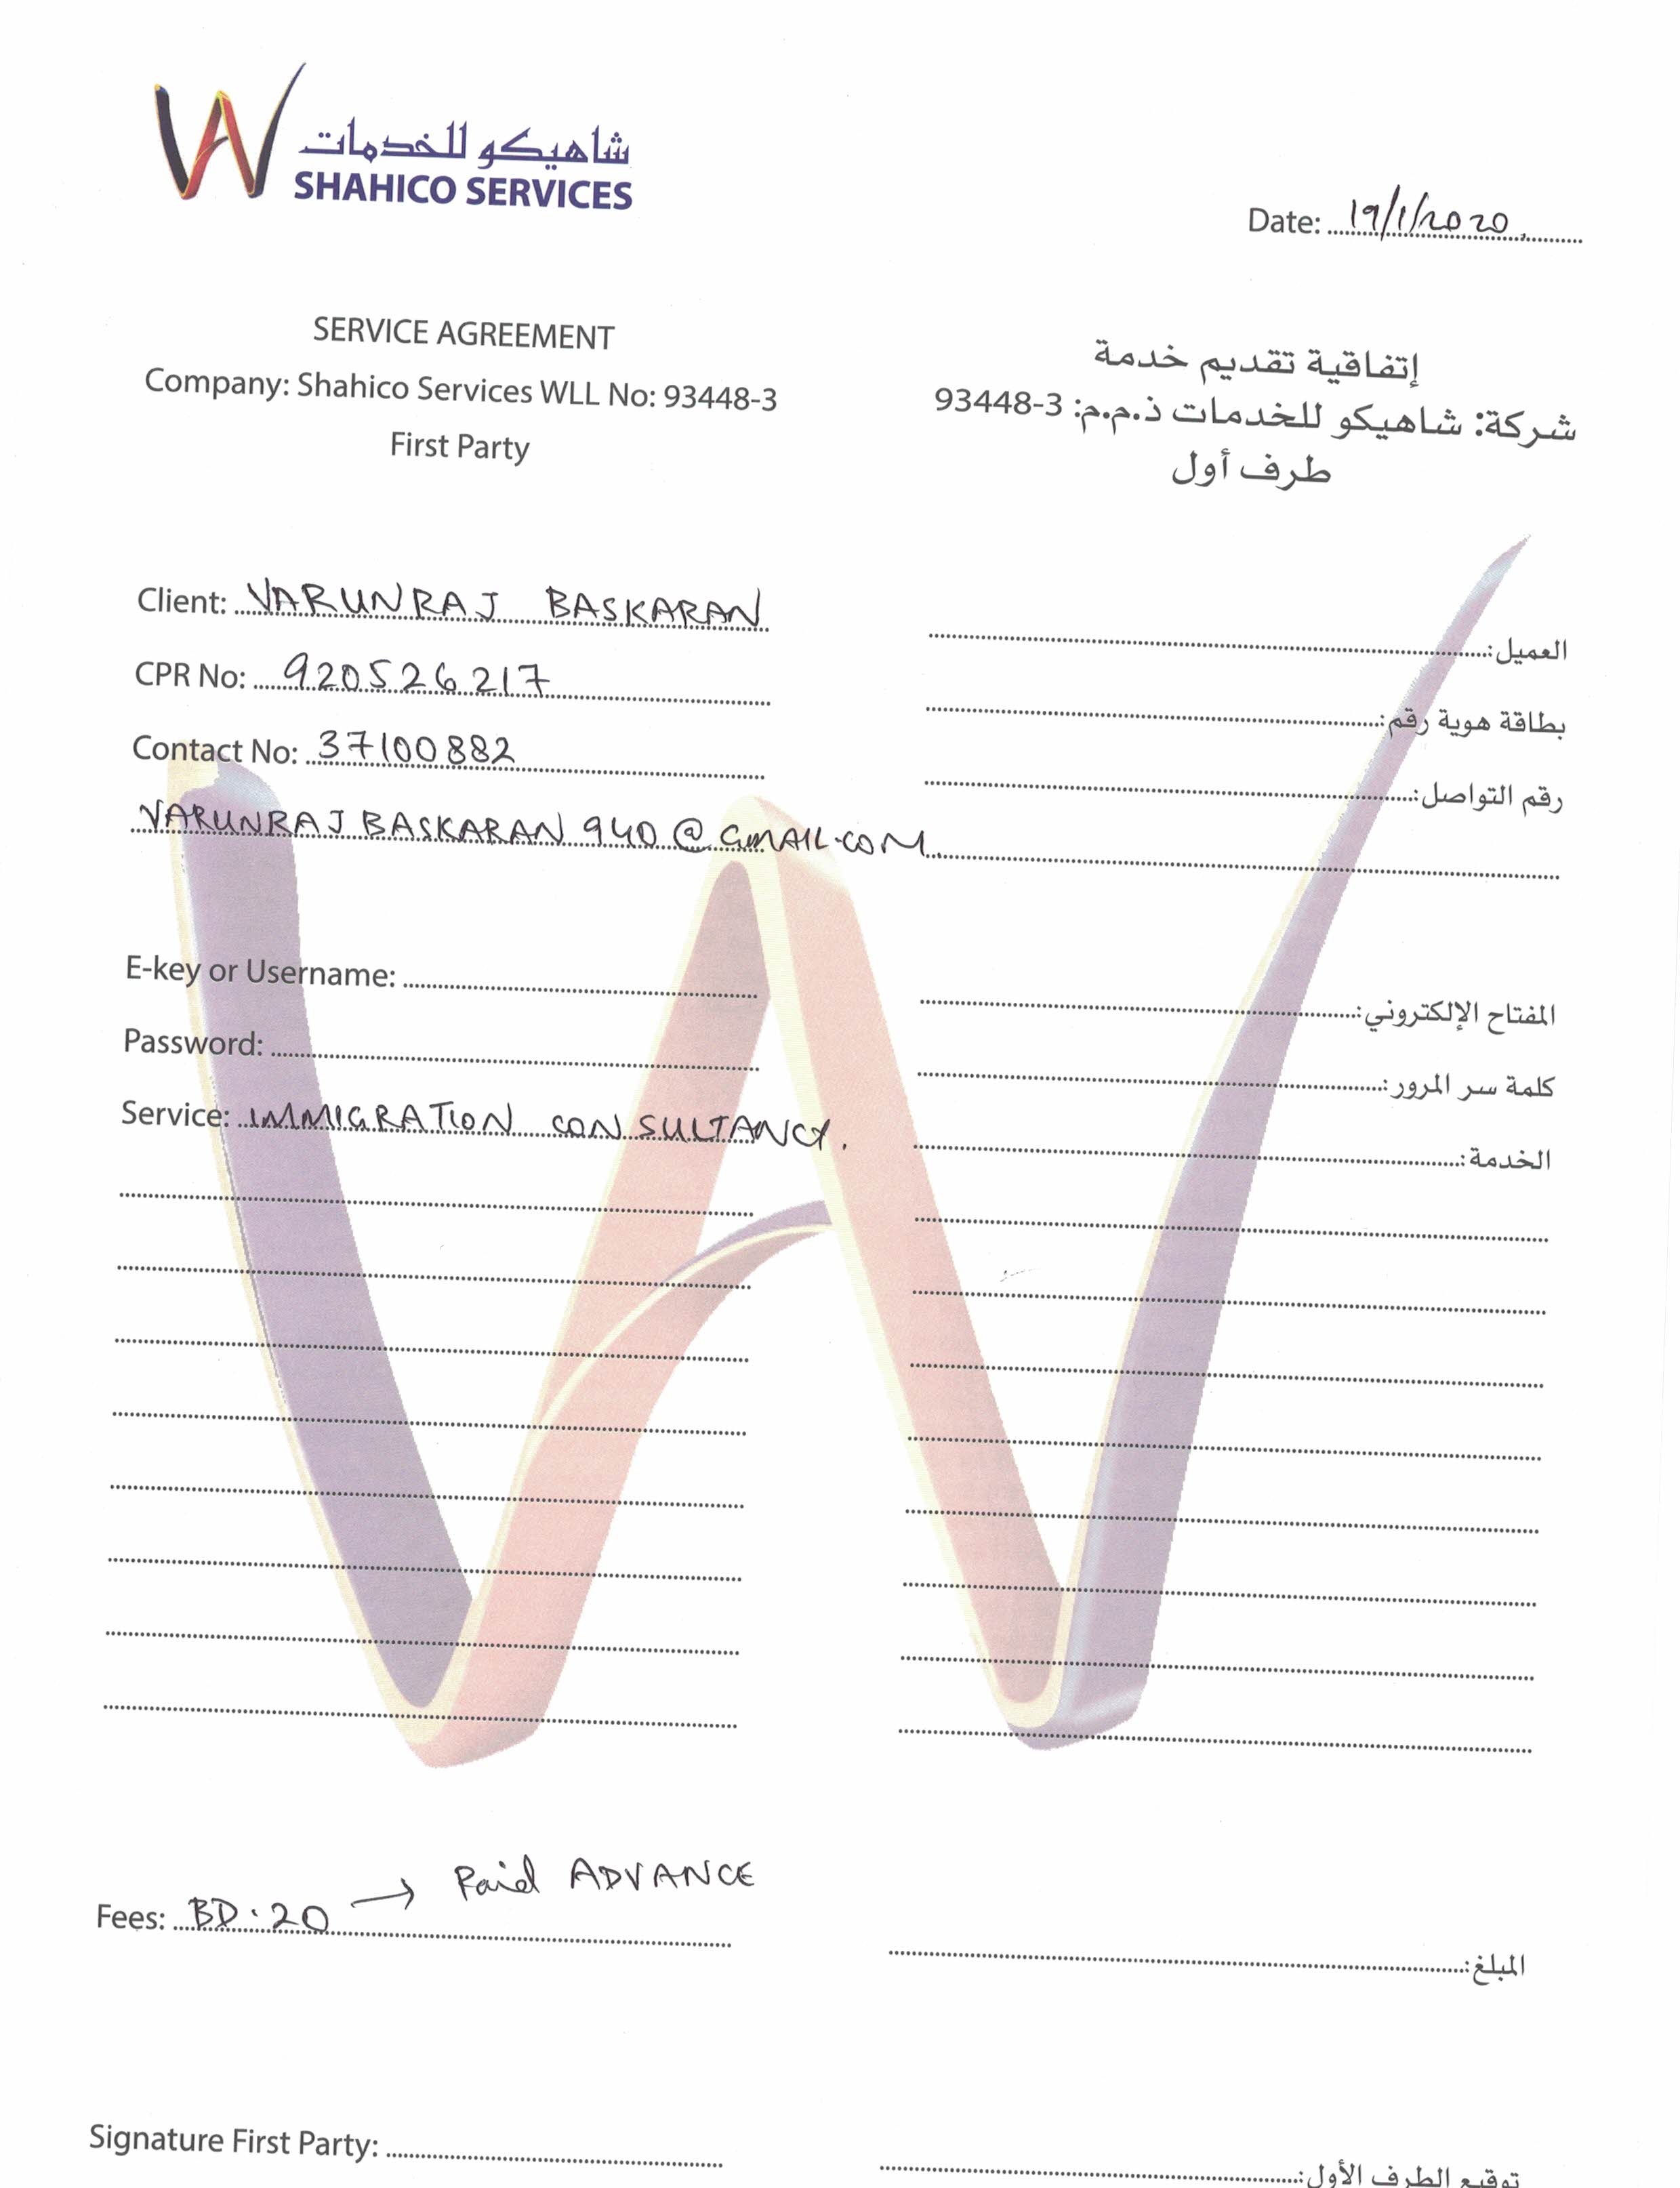 شاهيكو للخدمات
SHAHICO SERVICES
Date: 19/1/2020
SERVICE AGREEMENT
Company: Shahico Services WLL No: 93448-3
First Party
إتفاقية تقديم خدمة
شركة: شاهيكو للخدمات ذ.م.م: 3-93448
طرف أول
Client: VARUNRAJ BASKARAN
العميل:
CPR No: 920526217
بطاقة هوية رقم:
Contact No: 37100882
رقم التواصل:
VARUNRAJ BASKARAN 940 @ GMAIL.COM
E-key or Username:
المفتاح الإلكتروني:
Password:
كلمة سر المرور:
Service: IMMIGRATION CONSULTANCY.
الخدمة:
Fees: BD.20 → Paid ADVANCE
المبلغ:
Signature First Party:
توقيع الطرف الأول: